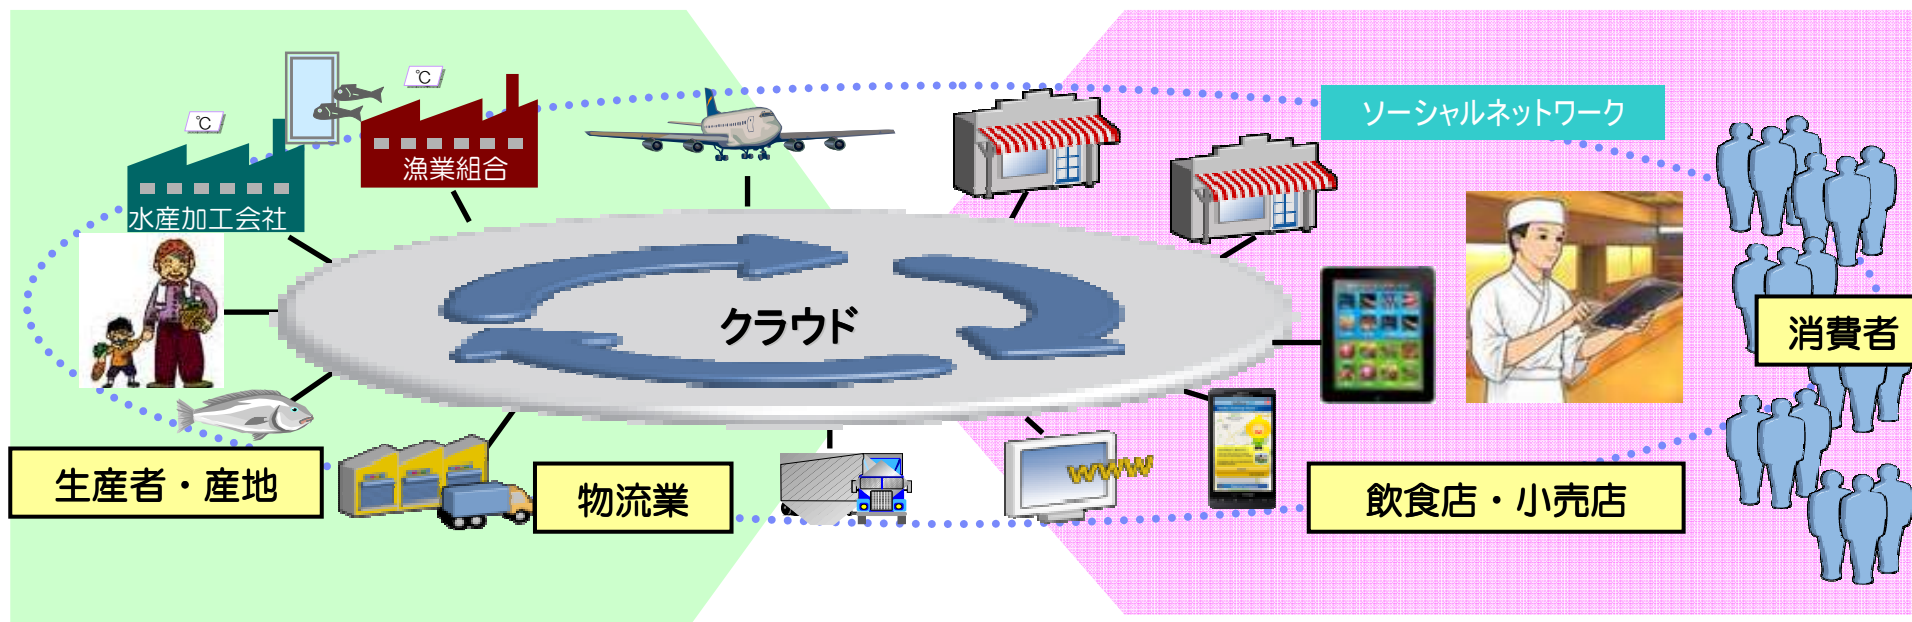 ℃
℃
漁業組合
水産加工会社
ソーシャルネットワーク
クラウド
消費者
生産者・産地
物流業
www
飲食店・小売店